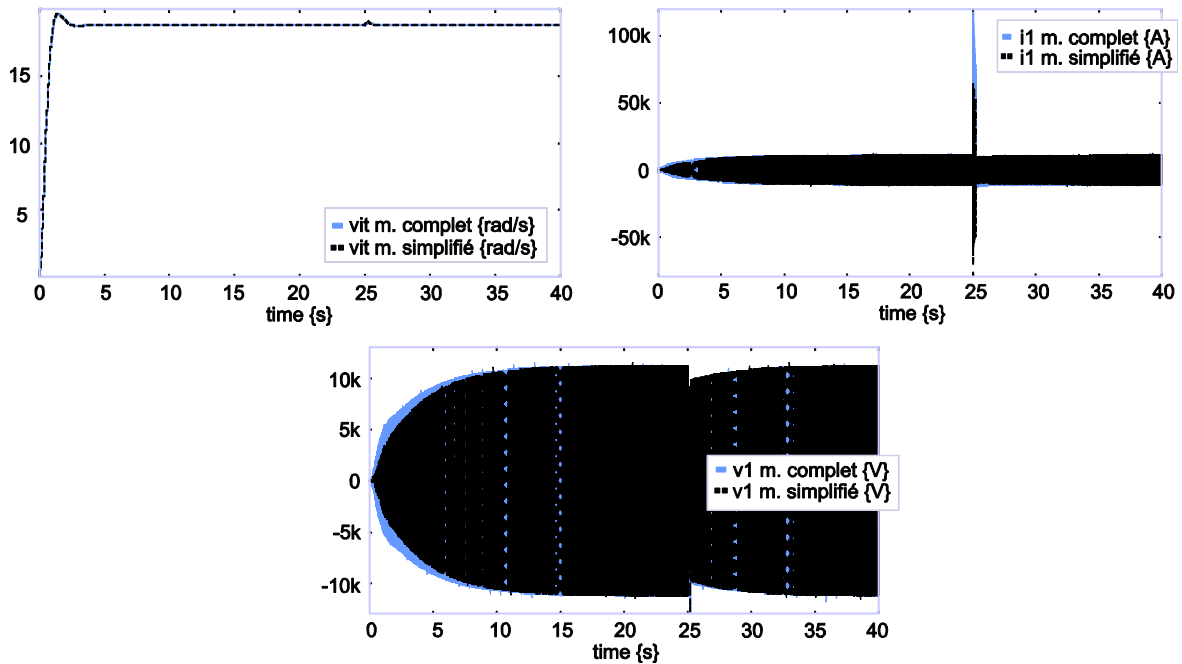 15
10
5
vit m. complet {rad/s}
vit m. simplifié {rad/s}
0 5 10 15 20 25 30 35 40
time {s}
100k
50k
0
-50k
i1 m. complet {A}
i1 m. simplifié {A}
0 5 10 15 20 25 30 35 40
time {s}
10k
5k
0
-5k
-10k
v1 m. complet {V}
v1 m. simplifié {V}
0 5 10 15 20 25 30 35 40
time {s}